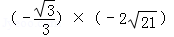 (-√3/3) × (-2√21)